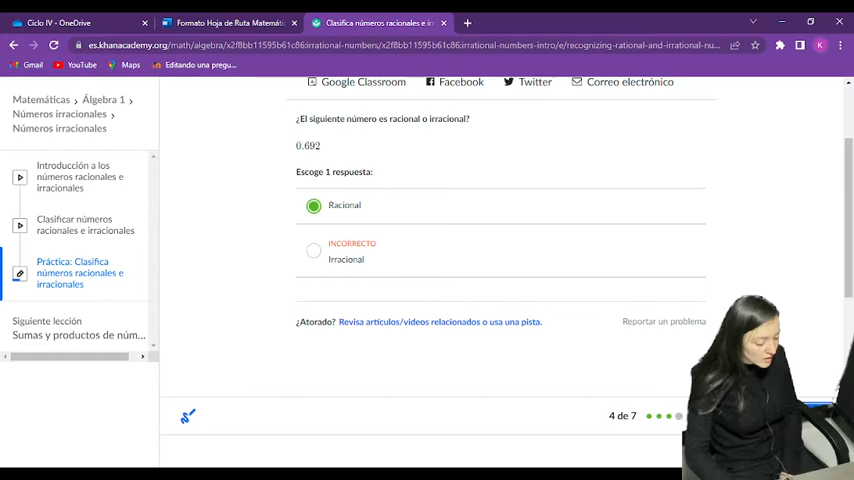 Ciclo IV - OneDrive
Formato Hoja de Ruta Matemáti
Clasifica números racionales e irr
es.khanacademy.org/math/algebra/x2f8bb11595b61c86:irrational-numbers/x2f8bb11595b61c86:irrational-numbers-intro/e/recognizing-rational-and-irrational-nu...
K
Gmail
YouTube
Maps
Editando una pregu...
Google Classroom
Facebook
Twitter
Correo electrónico
Matemáticas > Álgebra 1 >
Números irracionales >
Números irracionales
Introducción a los
números racionales e
irracionales
Clasificar números
racionales e irracionales
Práctica: Clasifica
números racionales e
irracionales
Siguiente lección
Sumas y productos de núm...
¿El siguiente número es racional o irracional?
0.692
Escoge 1 respuesta:
Racional
INCORRECTO
Irracional
¿Atorado? Revisa artículos/videos relacionados o usa una pista.
Reportar un problema
4 de 7